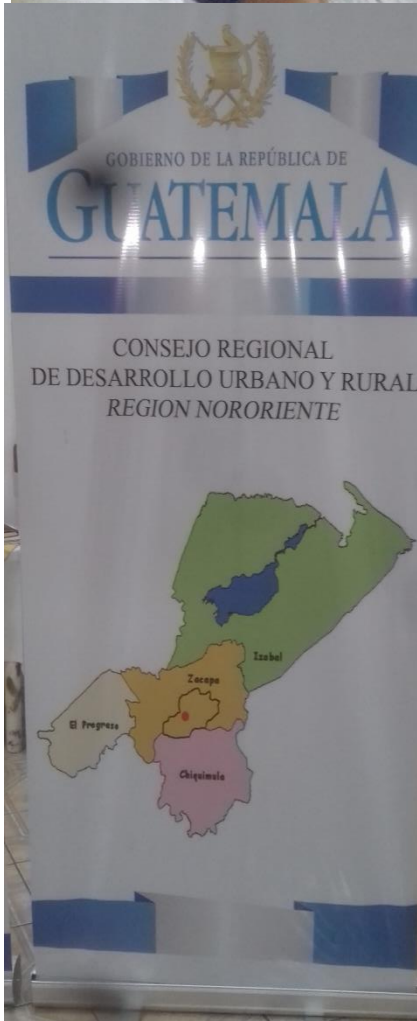 GOBIERNO DE LA REPÚBLICA DE
GUATEMALA
CONSEJO REGIONAL
DE DESARROLLO URBANO Y RURAL
REGION NORORIENTE
Izabal
Zacapa
El Progreso
Chiquimula